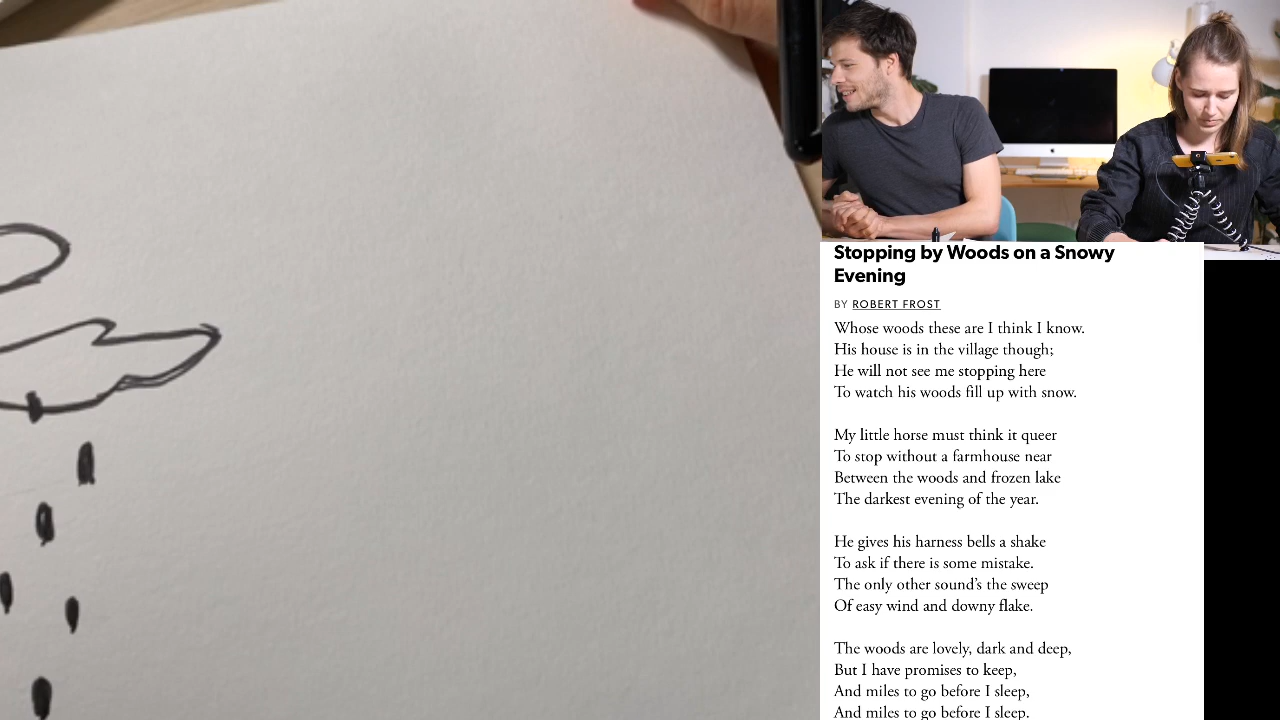 Stopping by Woods on a Snowy
Evening
BY ROBERT FROST
Whose woods these are I think I know.
His house is in the village though;
He will not see me stopping here
To watch his woods fill up with snow.
My little horse must think it queer
To stop without a farmhouse near
Between the woods and frozen lake
The darkest evening of the year.
He gives his harness bells a shake
To ask if there is some mistake.
The only other sound’s the sweep
Of easy wind and downy flake.
The woods are lovely, dark and deep,
But I have promises to keep,
And miles to go before I sleep,
And miles to go before I sleep.